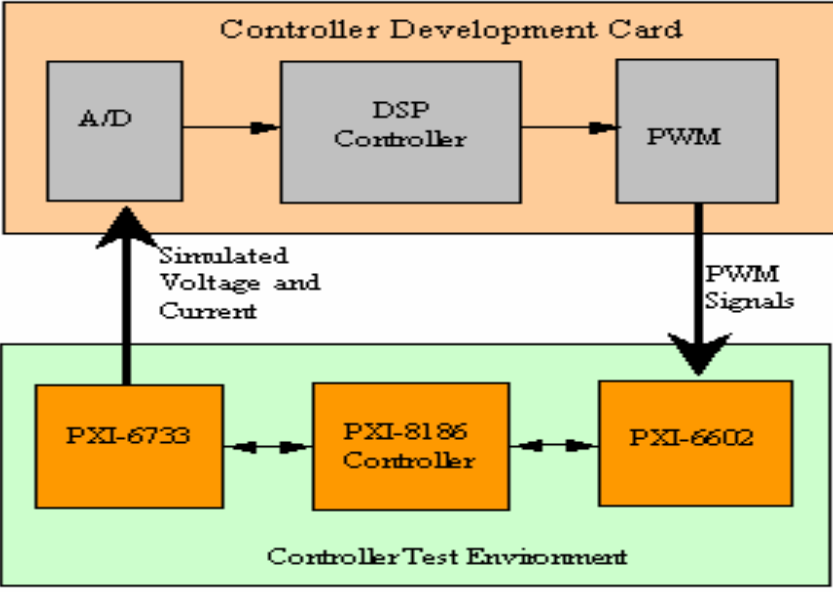 Controller Development Card
A/D
DSP
Controller
PWM
Simulated
Voltage and
Current
PWM
Signals
PXI-6733
PXI-8186
Controller
PXI-6602
Controller Test Environment